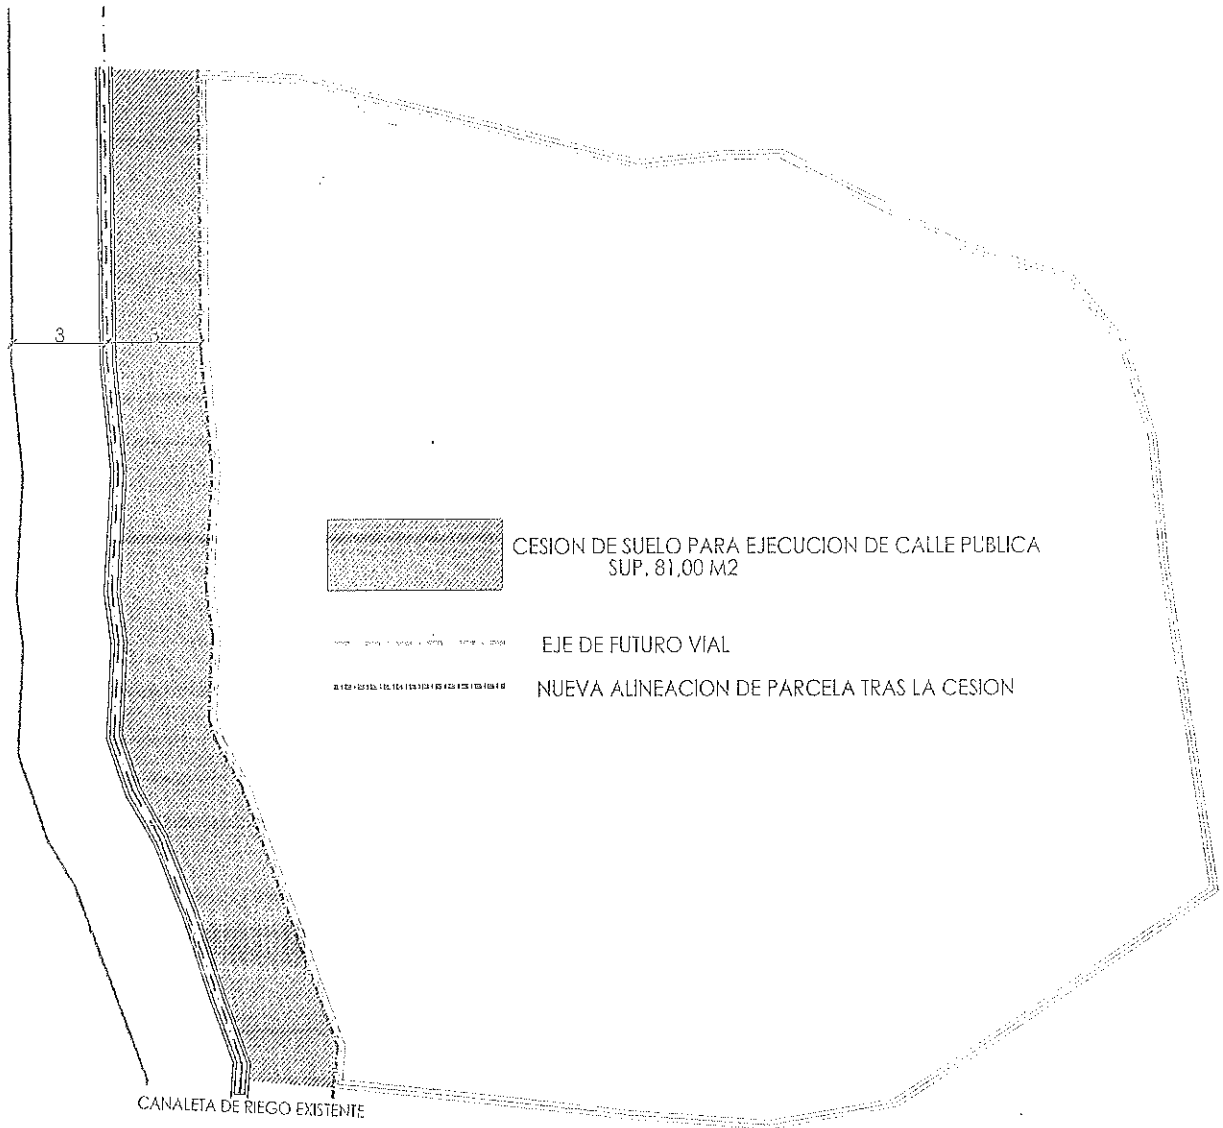 3 3
CESION DE SUELO PARA EJECUCION DE CALLE PUBLICA
SUP. 81,00 M2
EJE DE FUTURO VIAL
NUEVA ALINEACION DE PARCELA TRAS LA CESION
CANALETA DE RIEGO EXISTENTE